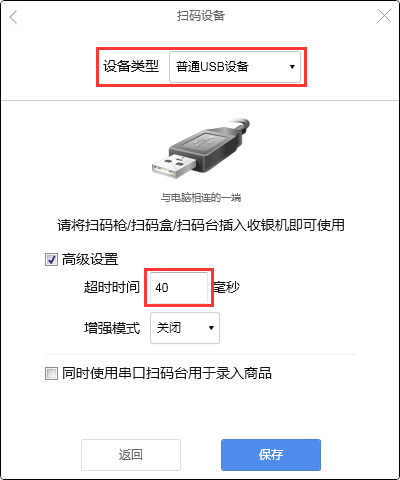 扫码设备
设备类型 普通USB设备
与电脑相连的一端
请将扫码枪/扫码盒/扫码台插入收银机即可使用
高级设置
超时时间 40 毫秒
增强模式 关闭
同时使用串口扫码台用于录入商品
返回 保存